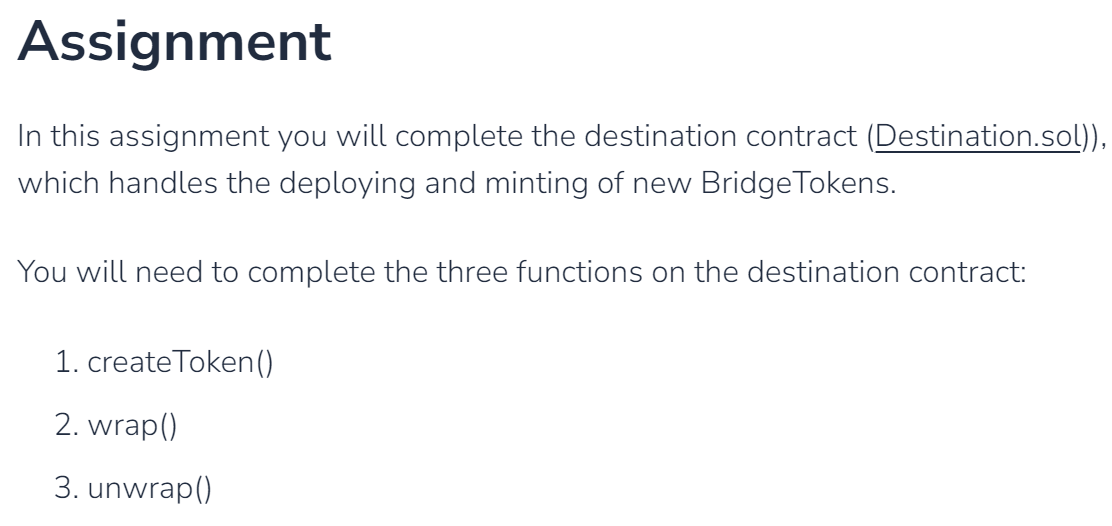 Assignment
In this assignment you will complete the destination contract (Destination.sol)),
which handles the deploying and minting of new BridgeTokens.
You will need to complete the three functions on the destination contract:
1. createToken()
2. wrap()
3. unwrap()